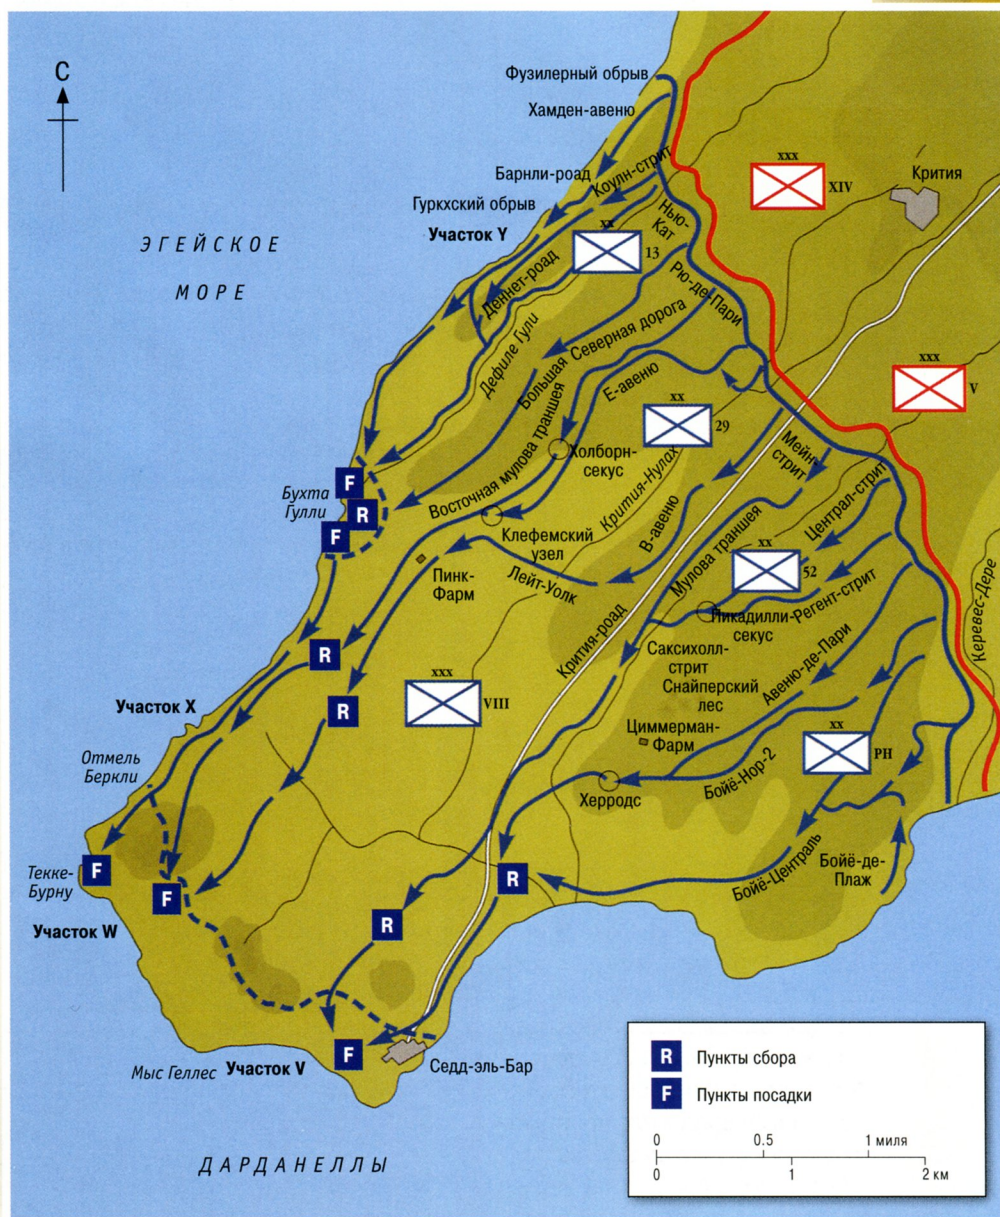 С
Фузилерный обрыв
Хамден-авеню
Барнли-роад
Коулн-стрит
Гуркхский обрыв
Участок Y
Нью-
Кат
xx
13
xxx
XIV
Крития
ЭГЕЙСКОЕ
МОРЕ
Деннет-роад
Рю-де-Пари
Дефиле Гули
Большая Северная дорога
Е-авеню
xxx
V
xx
29
Восточная мулова траншея
Холборн-
секус
Мейн-
стрит
Централ-стрит
Бухта
Гулли
F
R
F
Крития-Нулах
В-авеню
Клефемский
узел
Лейт-Уолк
Пинк-
Фарм
Мулова траншея
xx
52
Пикадилли-
секус
Регент-стрит
Керевес-Дере
Крития-роад
Саксихолл-
стрит
Снайперский
лес
Авеню-де-Пари
R
R
xxx
VIII
Участок X
Циммерман-
Фарм
xx
РН
Отмель
Беркли
Херродс
Бойё-Нор-2
Текке-
Бурну
F
F
R
R
Бойё-Централь
Бойё-де-
Плаж
Участок W
F
Мыс Геллес
Участок V
Седд-эль-Бар
ДАРДАНЕЛЛЫ
R Пункты сбора
F Пункты посадки
0 0.5 1 миля
0 1 2 км